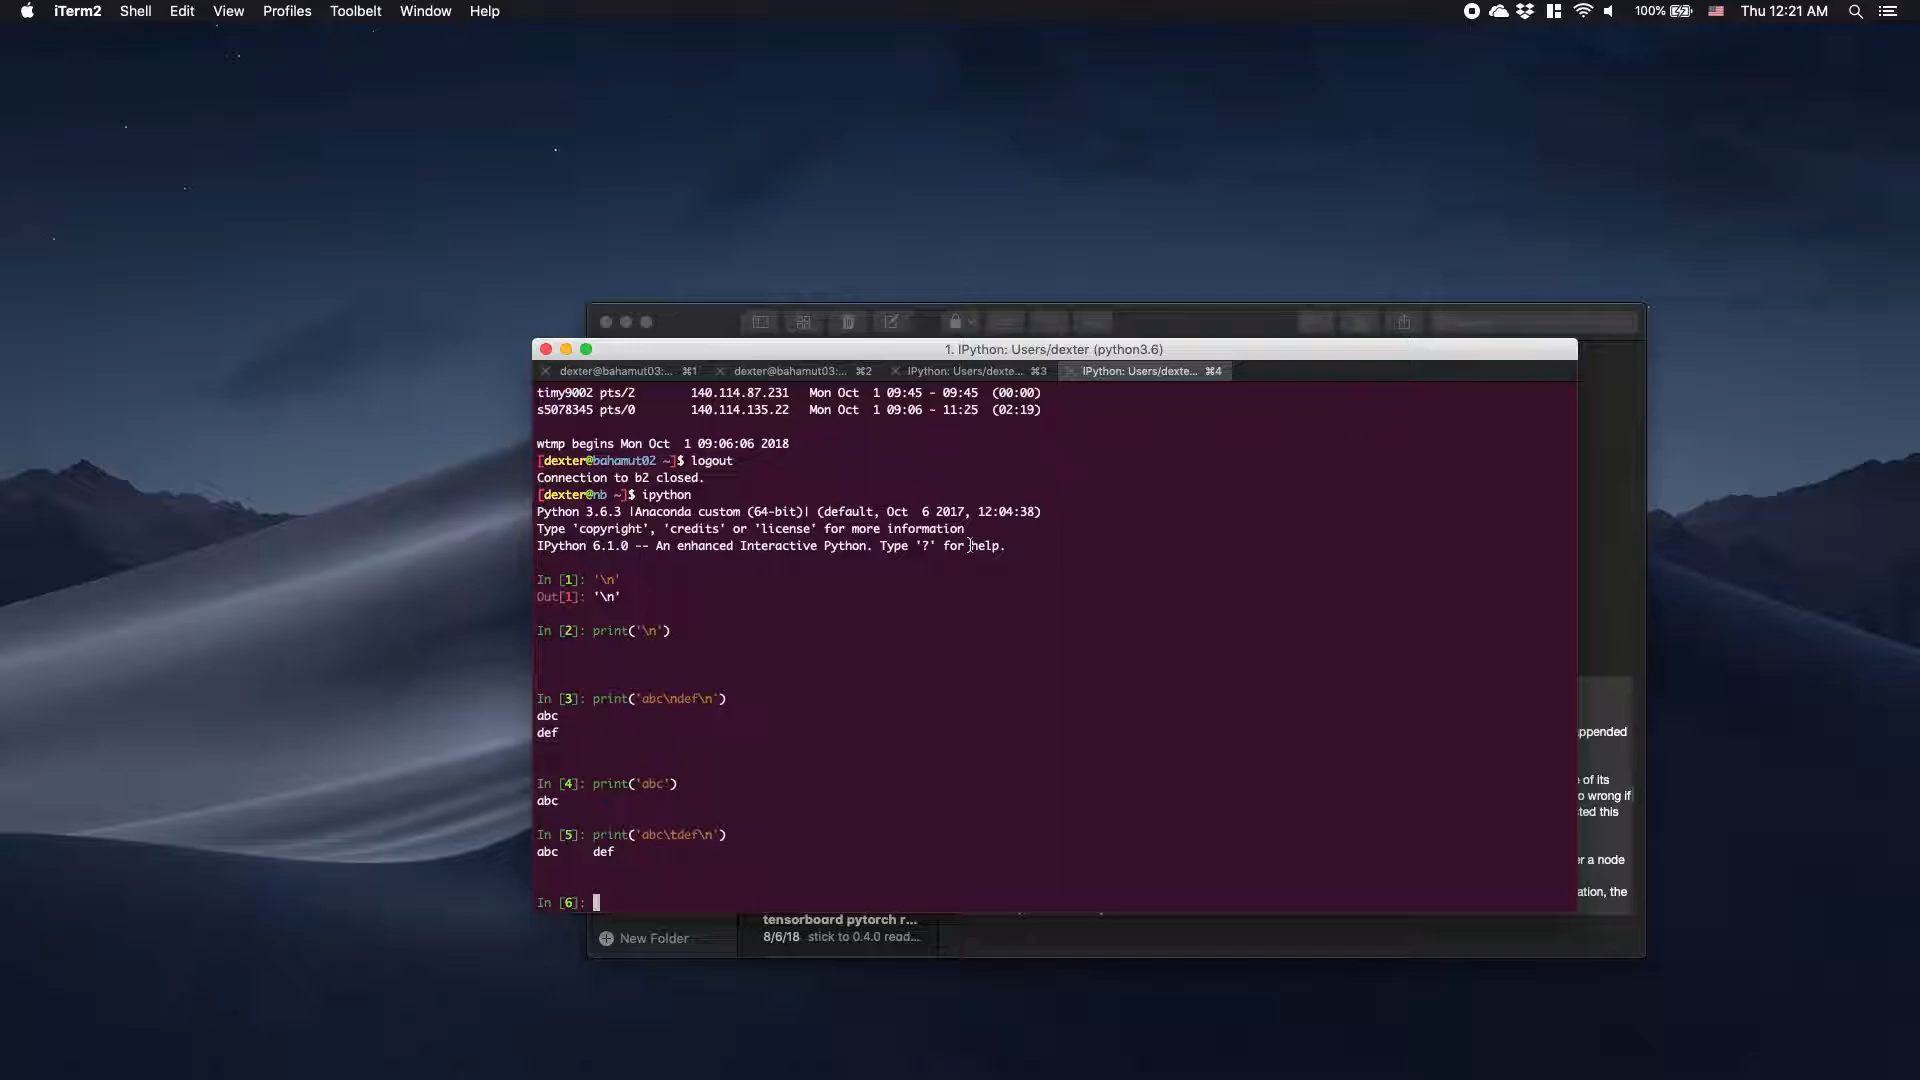 iTerm2 Shell Edit View Profiles Toolbelt Window Help 100% Thu 12:21 AM
1. IPython: Users/dexter (python3.6)
dexter@bahamut03:... ⌘1 dexter@bahamut03:... ⌘2 IPython: Users/dexte... ⌘3 IPython: Users/dexte... ⌘4
timy9002 pts/2 140.114.87.231 Mon Oct 1 09:45 - 09:45 (00:00)
s5078345 pts/0 140.114.135.22 Mon Oct 1 09:06 - 11:25 (02:19)
wtmp begins Mon Oct 1 09:06:06 2018
[dexter@bahamut02 ~]$ logout
Connection to b2 closed.
[dexter@nb ~]$ ipython
Python 3.6.3 |Anaconda custom (64-bit)| (default, Oct 6 2017, 12:04:38)
Type 'copyright', 'credits' or 'license' for more information
IPython 6.1.0 -- An enhanced Interactive Python. Type '?' for help.
In [1]: '\n'
Out[1]: '\n'
In [2]: print('\n')
In [3]: print('abc\ndef\n')
abc
def
In [4]: print('abc')
abc
In [5]: print('abc\tdef\n')
abc def
In [6]:
ppended
of its
o wrong if
ted this
r a node
ation, the
tensorboard pytorch r...
New Folder
8/6/18 stick to 0.4.0 read...